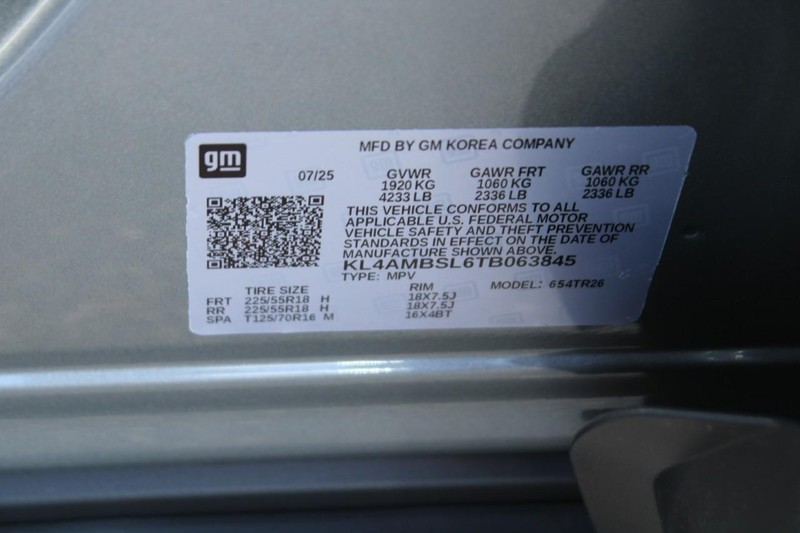 gm
MFD BY GM KOREA COMPANY
07/25 GVWR GAWR FRT GAWR RR
1920 KG 1060 KG 1060 KG
4233 LB 2336 LB 2336 LB
THIS VEHICLE CONFORMS TO ALL
APPLICABLE U.S. FEDERAL MOTOR
VEHICLE SAFETY AND THEFT PREVENTION
STANDARDS IN EFFECT ON THE DATE OF
MANUFACTURE SHOWN ABOVE.
KL4AMBSL6TB063845
TYPE: MPV MODEL: 654TR26
TIRE SIZE RIM
FRT 225/55R18 H 18X7.5J
RR 225/55R18 H 18X7.5J
SPA T125/70R16 M 16X4BT